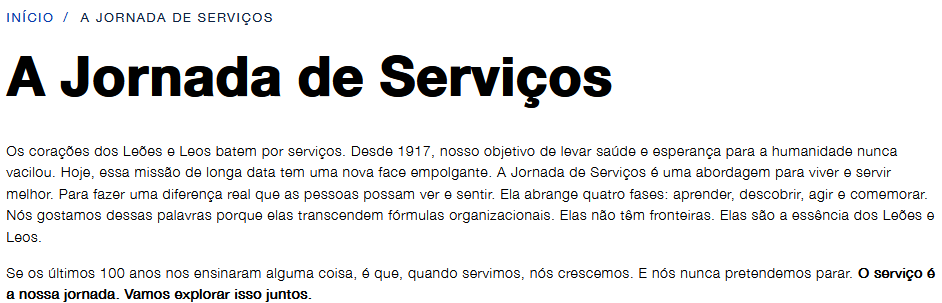 INÍCIO / A JORNADA DE SERVIÇOS
A Jornada de Serviços
Os corações dos Leões e Leos batem por serviços. Desde 1917, nosso objetivo de levar saúde e esperança para a humanidade nunca
vacilou. Hoje, essa missão de longa data tem uma nova face empolgante. A Jornada de Serviços é uma abordagem para viver e servir
melhor. Para fazer uma diferença real que as pessoas possam ver e sentir. Ela abrange quatro fases: aprender, descobrir, agir e comemorar.
Nós gostamos dessas palavras porque elas transcendem fórmulas organizacionais. Elas não têm fronteiras. Elas são a essência dos Leões e
Leos.
Se os últimos 100 anos nos ensinaram alguma coisa, é que, quando servimos, nós crescemos. E nós nunca pretendemos parar. O serviço é
a nossa jornada. Vamos explorar isso juntos.